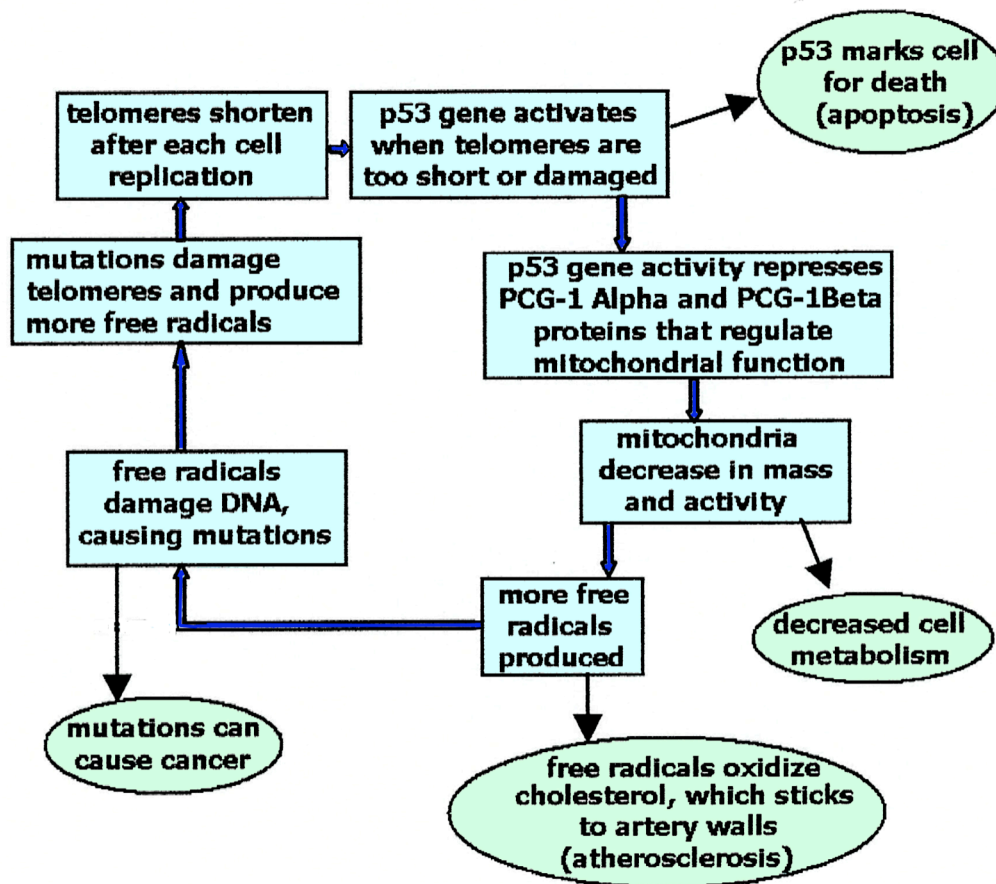 p53 marks cell
for death
(apoptosis)
telomeres shorten
after each cell
replication
p53 gene activates
when telomeres are
too short or damaged
mutations damage
telomeres and produce
more free radicals
p53 gene activity represses
PCG-1 Alpha and PCG-1Beta
proteins that regulate
mitochondrial function
mitochondria
decrease in mass
and activity
free radicals
damage DNA,
causing mutations
more free
radicals
produced
decreased cell
metabolism
mutations can
cause cancer
free radicals oxidize
cholesterol, which sticks
to artery walls
(atherosclerosis)